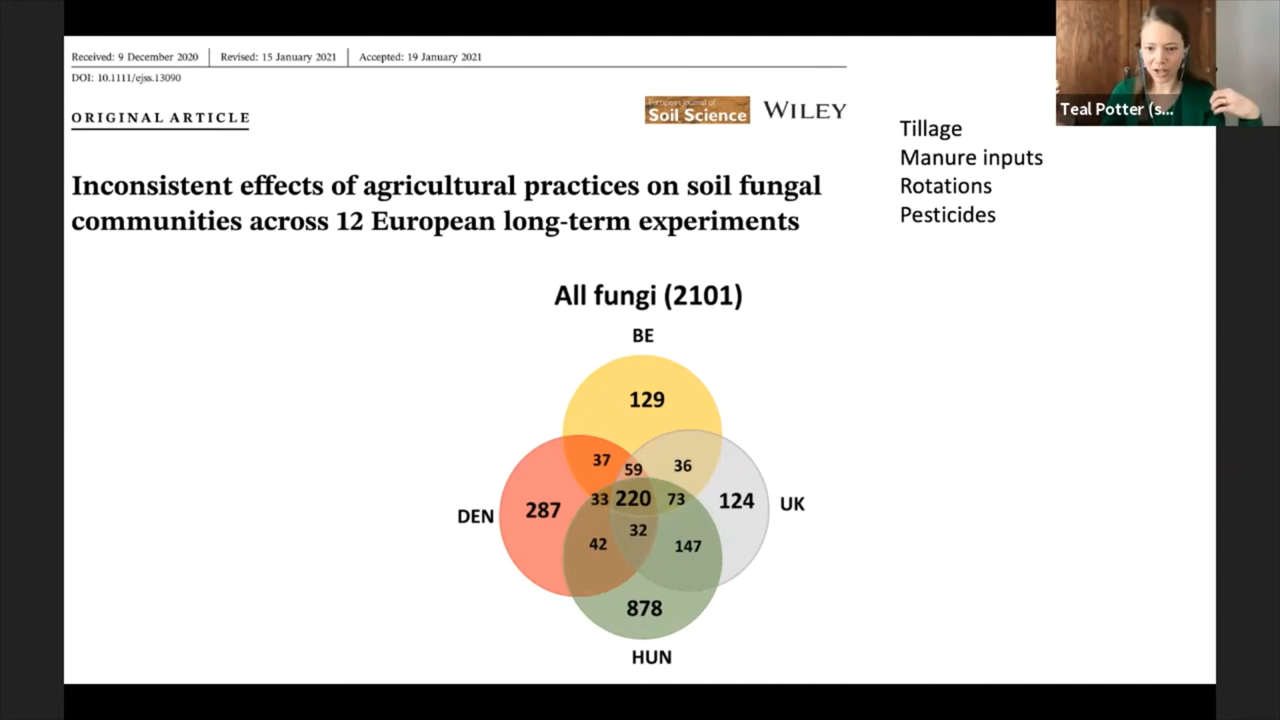 Received: 9 December 2020 | Revised: 15 January 2021 | Accepted: 19 January 2021
DOI: 10.1111/ejss.13090
ORIGINAL ARTICLE
European Journal of
Soil Science
WILEY
Inconsistent effects of agricultural practices on soil fungal
communities across 12 European long-term experiments
Tillage
Manure inputs
Rotations
Pesticides
Teal Potter (s...
All fungi (2101)
BE
129
37
59
36
DEN
287
33
220
73
124
UK
32
42
147
878
HUN